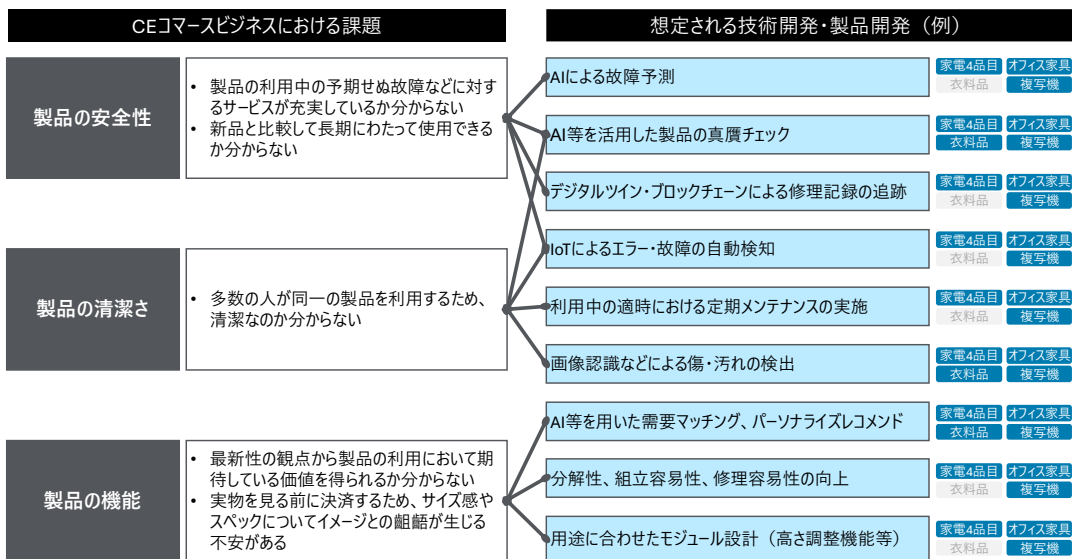 CEコマースビジネスにおける課題
想定される技術開発・製品開発（例）
製品の安全性
• 製品の利用中の予期せぬ故障などに対す
るサービスが充実しているか分からない
• 新品と比較して長期にわたって使用できる
か分からない
製品の清潔さ
• 多数の人が同一の製品を利用するため、
清潔なのか分からない
製品の機能
• 最新性の観点から製品の利用において期
待している価値を得られるか分からない
• 実物を見る前に決済するため、サイズ感や
スペックについてイメージとの齟齬が生じる
不安がある
AIによる故障予測
家電4品目 オフィス家具
衣料品 複写機
AI等を活用した製品の真贋チェック
家電4品目 オフィス家具
衣料品 複写機
デジタルツイン・ブロックチェーンによる修理記録の追跡
家電4品目 オフィス家具
衣料品 複写機
IoTによるエラー・故障の自動検知
家電4品目 オフィス家具
衣料品 複写機
利用中の適時における定期メンテナンスの実施
家電4品目 オフィス家具
衣料品 複写機
画像認識などによる傷・汚れの検出
家電4品目 オフィス家具
衣料品 複写機
AI等を用いた需要マッチング、パーソナライズレコメンド
家電4品目 オフィス家具
衣料品 複写機
分解性、組立容易性、修理容易性の向上
家電4品目 オフィス家具
衣料品 複写機
用途に合わせたモジュール設計（高さ調整機能等）
家電4品目 オフィス家具
衣料品 複写機